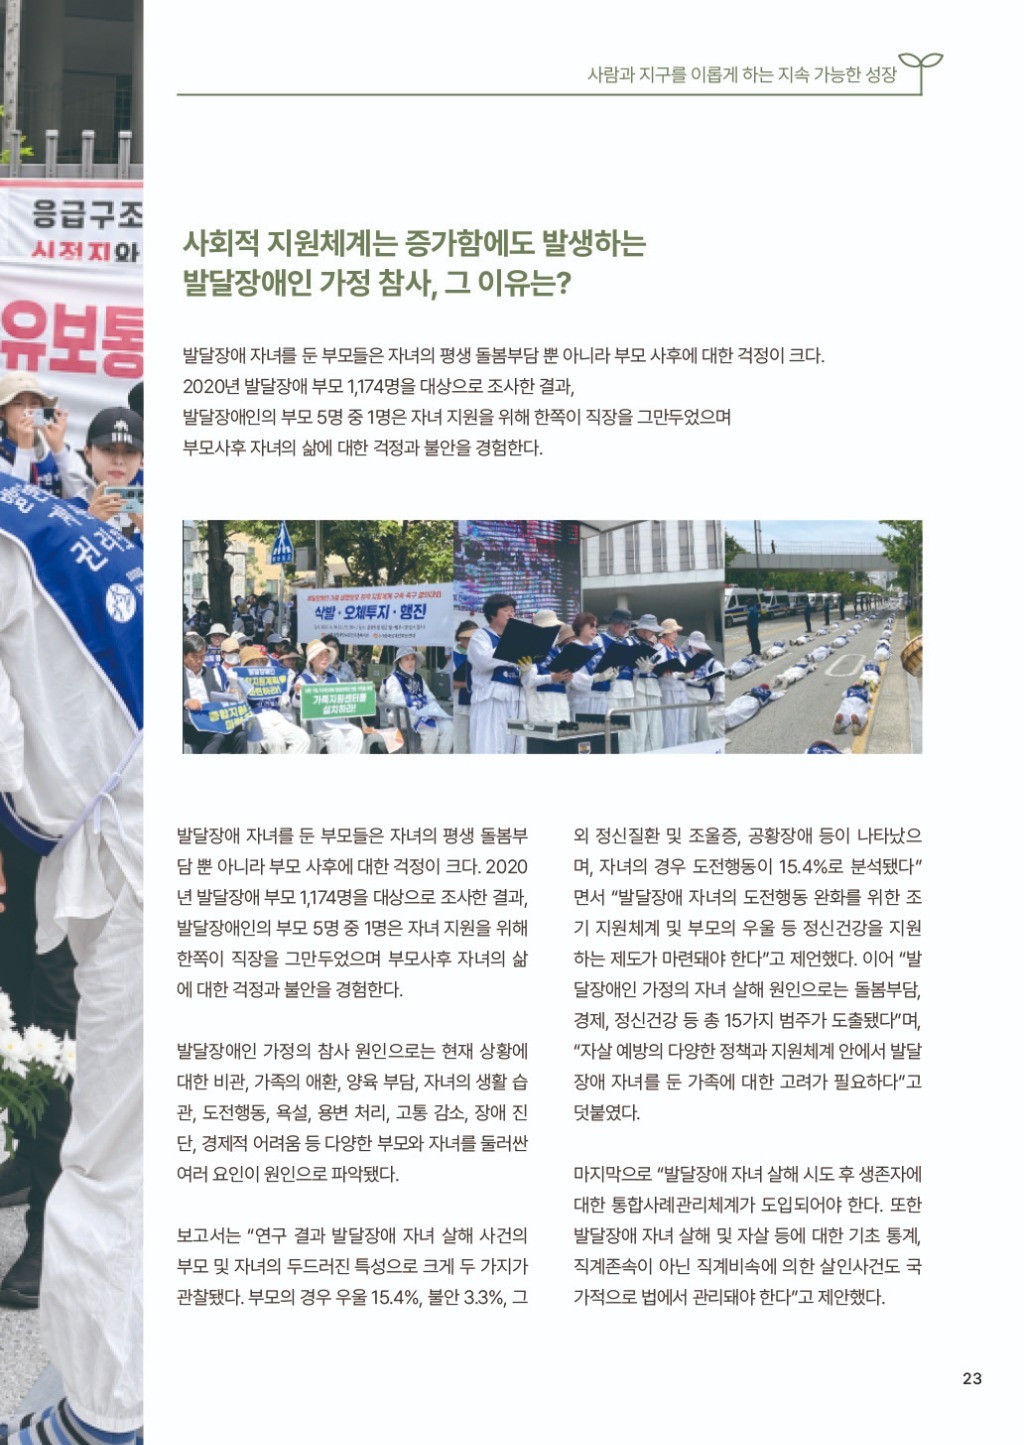 사람과 지구를 이롭게 하는 지속 가능한 성장
응급구조
심정지와
유보통
권리
사회적 지원체계는 증가함에도 발생하는
발달장애인 가정 참사, 그 이유는?
발달장애 자녀를 둔 부모들은 자녀의 평생 돌봄부담 뿐 아니라 부모 사후에 대한 걱정이 크다.
2020년 발달장애 부모 1,174명을 대상으로 조사한 결과,
발달장애인의 부모 5명 중 1명은 자녀 지원을 위해 한쪽이 직장을 그만두었으며
부모사후 자녀의 삶에 대한 걱정과 불안을 경험한다.
삭발·오체투지·행진
가족지원센터를
설치하라!
발달장애 자녀를 둔 부모들은 자녀의 평생 돌봄부
담 뿐 아니라 부모 사후에 대한 걱정이 크다. 2020
년 발달장애 부모 1,174명을 대상으로 조사한 결과,
발달장애인의 부모 5명 중 1명은 자녀 지원을 위해
한쪽이 직장을 그만두었으며 부모사후 자녀의 삶
에 대한 걱정과 불안을 경험한다.
발달장애인 가정의 참사 원인으로는 현재 상황에
대한 비관, 가족의 애환, 양육 부담, 자녀의 생활 습
관, 도전행동, 욕설, 용변 처리, 고통 감소, 장애 진
단, 경제적 어려움 등 다양한 부모와 자녀를 둘러싼
여러 요인이 원인으로 파악됐다.
보고서는 “연구 결과 발달장애 자녀 살해 사건의
부모 및 자녀의 두드러진 특성으로 크게 두 가지가
관찰됐다. 부모의 경우 우울 15.4%, 불안 3.3%, 그
외 정신질환 및 조울증, 공황장애 등이 나타났으
며, 자녀의 경우 도전행동이 15.4%로 분석됐다”
면서 “발달장애 자녀의 도전행동 완화를 위한 조
기 지원체계 및 부모의 우울 등 정신건강을 지원
하는 제도가 마련돼야 한다”고 제언했다. 이어 “발
달장애인 가정의 자녀 살해 원인으로는 돌봄부담,
경제, 정신건강 등 총 15가지 범주가 도출됐다”며,
“자살 예방의 다양한 정책과 지원체계 안에서 발달
장애 자녀를 둔 가족에 대한 고려가 필요하다”고
덧붙였다.
마지막으로 “발달장애 자녀 살해 시도 후 생존자에
대한 통합사례관리체계가 도입되어야 한다. 또한
발달장애 자녀 살해 및 자살 등에 대한 기초 통계,
직계존속이 아닌 직계비속에 의한 살인사건도 국
가적으로 법에서 관리돼야 한다”고 제안했다.
23